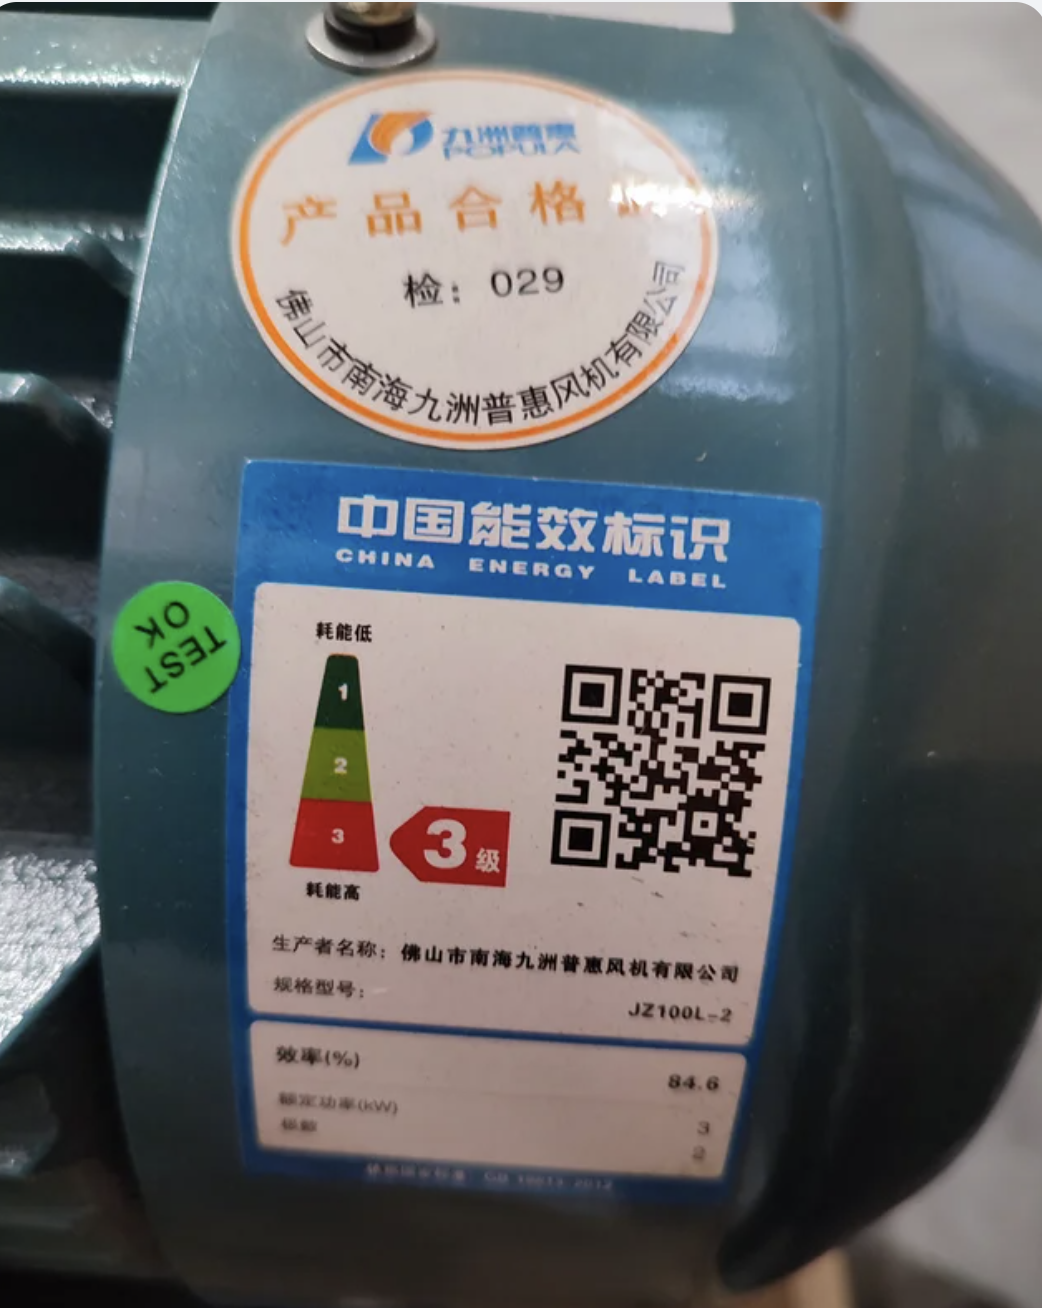 九洲普惠
POPULA
产品合格
检: 029
佛山市南海九洲普惠风机有限公司
中国能效标识
CHINA ENERGY LABEL
TEST
OK
耗能低
1
2
3
3级
耗能高
生产者名称: 佛山市南海九洲普惠风机有限公司
规格型号: JZ100L-2
效率(%) 84.6
额定功率(kW) 3
2